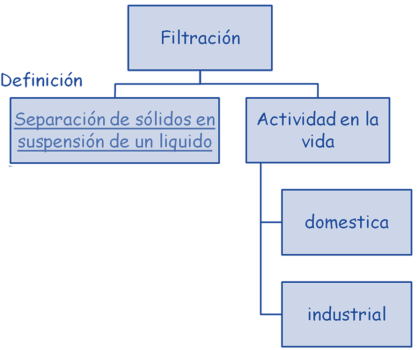 Filtración
Definición
Separación de sólidos en
suspensión de un liquido
Actividad en la
vida
domestica
industrial